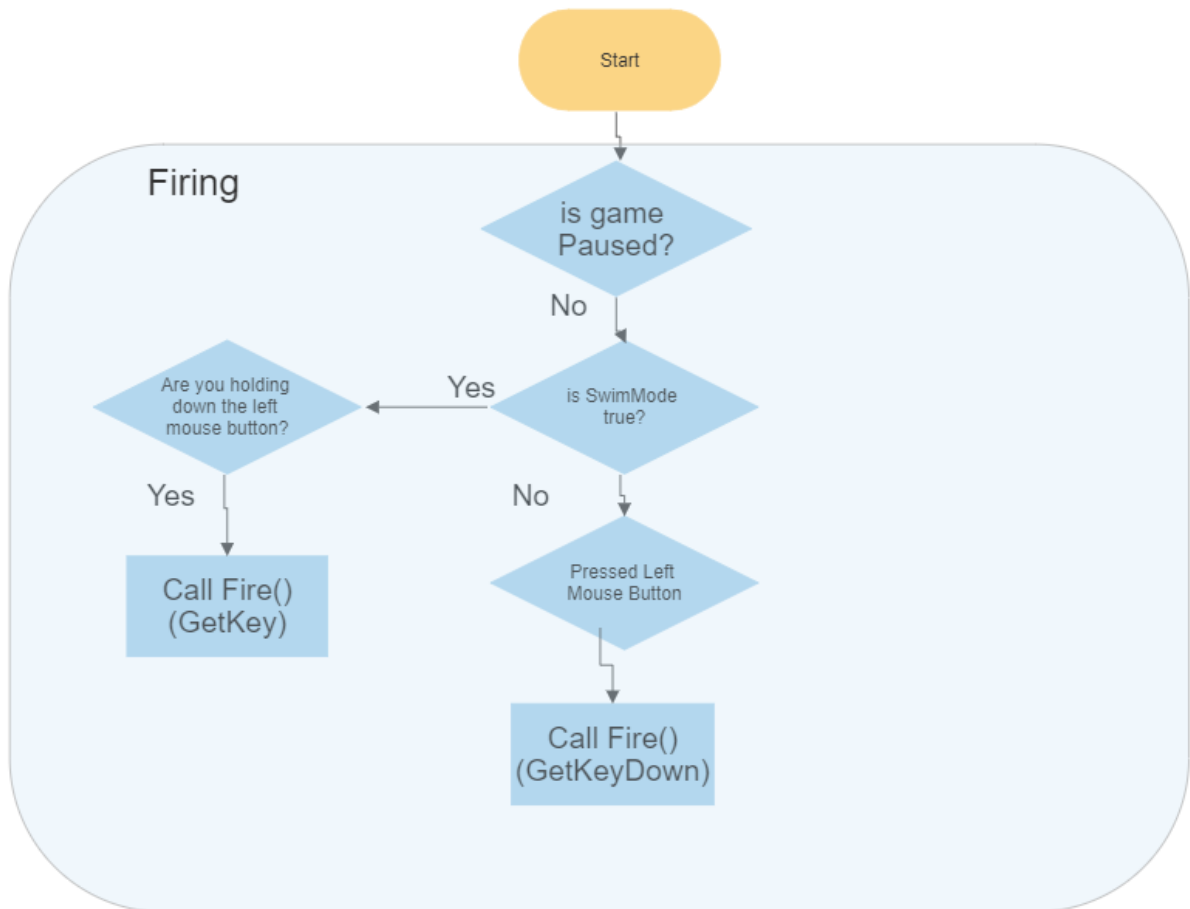 Start
Firing
is game
Paused?
No
Are you holding
down the left
mouse button?
Yes
is SwimMode
true?
Yes
No
Call Fire()
(GetKey)
Pressed Left
Mouse Button
Call Fire()
(GetKeyDown)